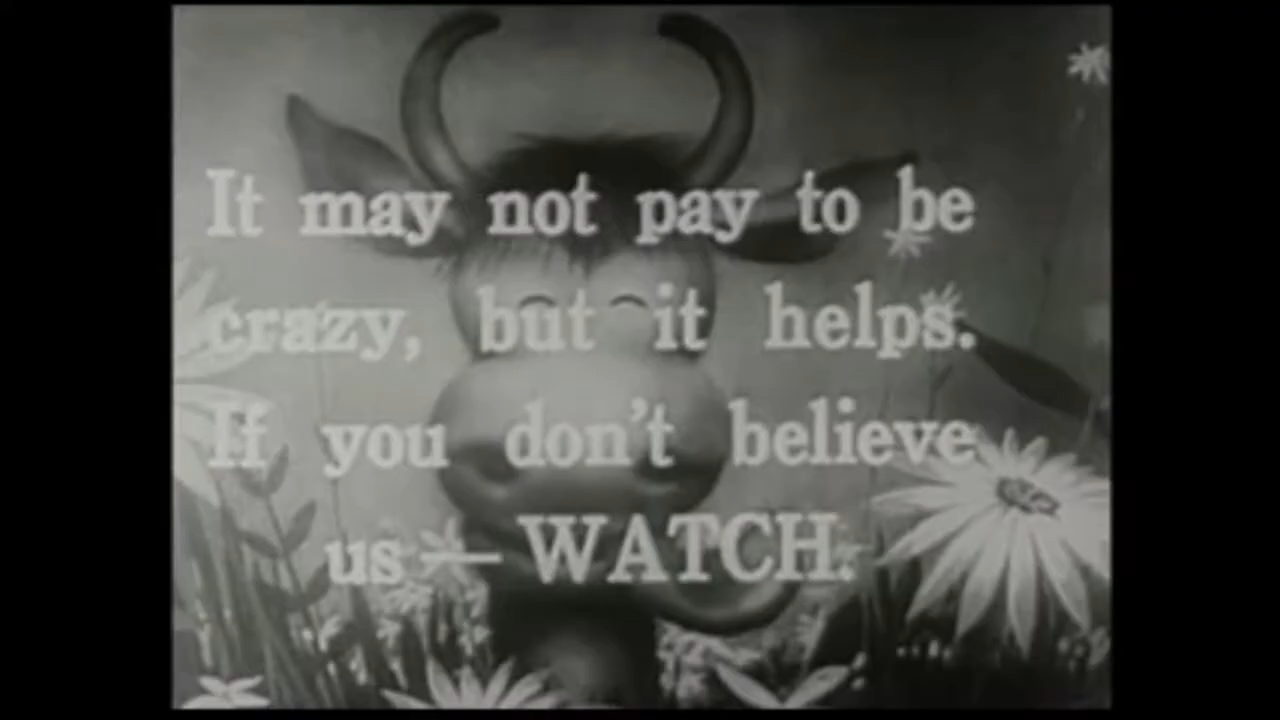 It may not pay to be
crazy, but it helps.
If you don't believe
us — WATCH.